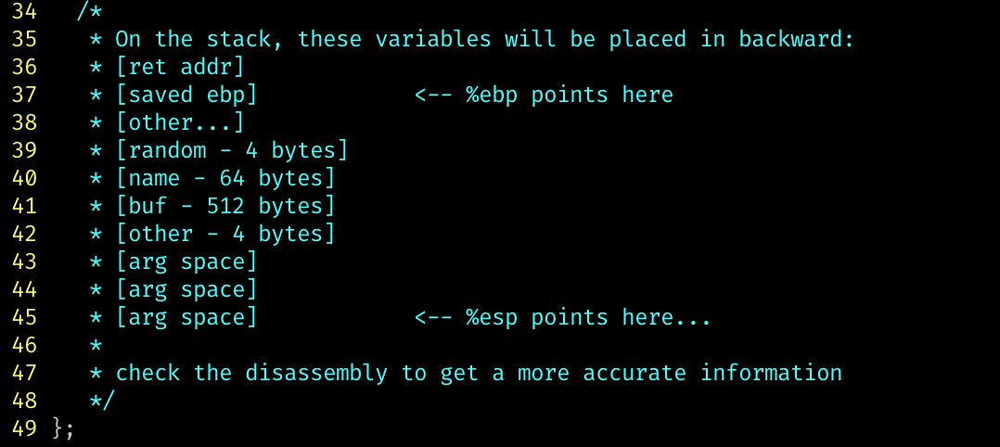 34   /*
35    * On the stack, these variables will be placed in backward:
36    * [ret addr]
37    * [saved ebp]            <-- %ebp points here
38    * [other...]
39    * [random - 4 bytes]
40    * [name - 64 bytes]
41    * [buf - 512 bytes]
42    * [other - 4 bytes]
43    * [arg space]
44    * [arg space]
45    * [arg space]            <-- %esp points here...
46    *
47    * check the disassembly to get a more accurate information
48    */
49 };